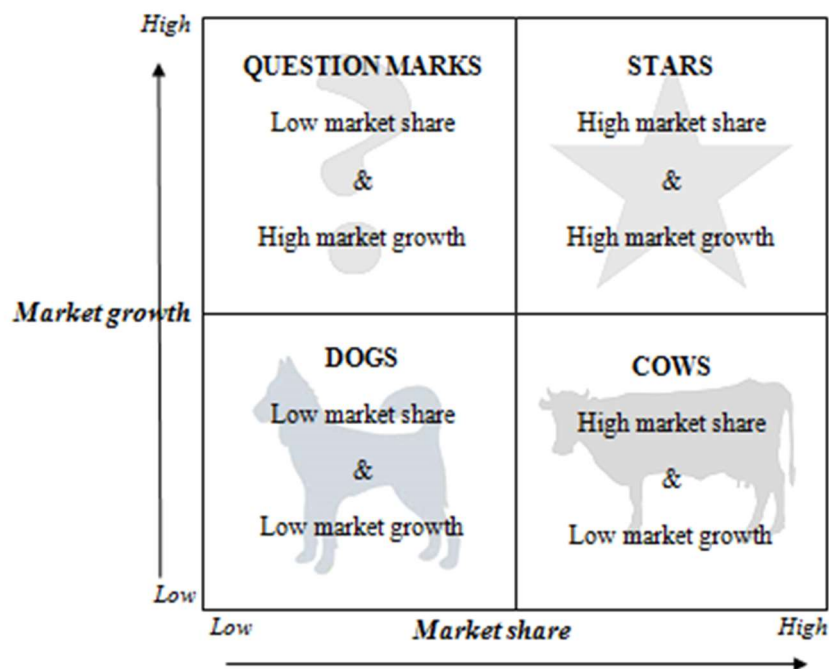 High
QUESTION MARKS
Low market share
&
High market growth
STARS
High market share
&
High market growth
Market growth
DOGS
Low market share
&
Low market growth
COWS
High market share
&
Low market growth
Low
Low
Market share
High